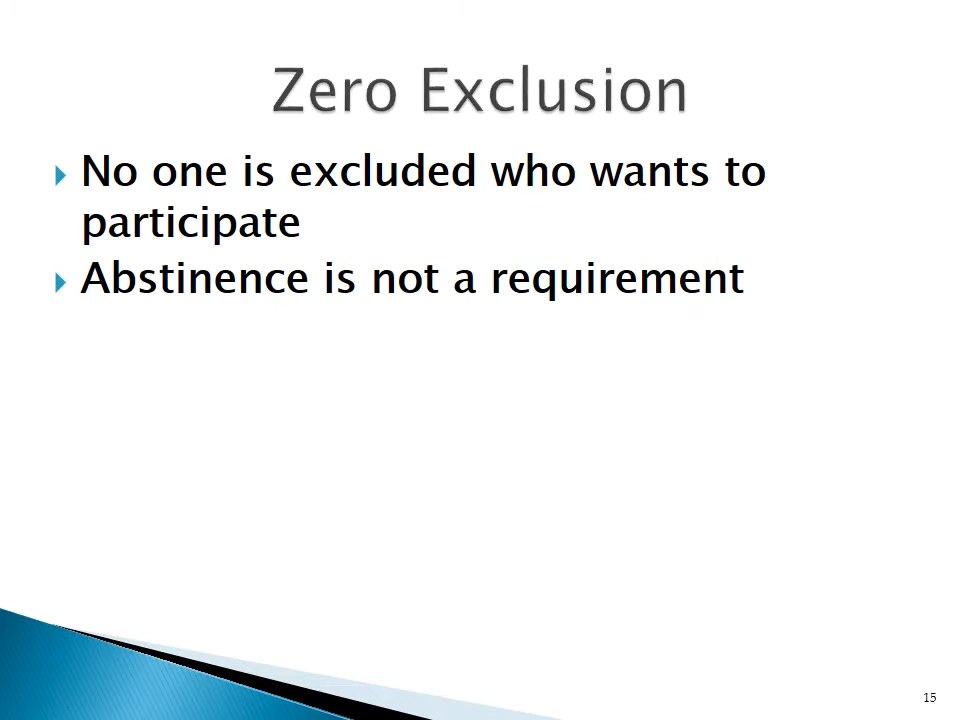 Zero Exclusion
No one is excluded who wants to
participate
Abstinence is not a requirement
15